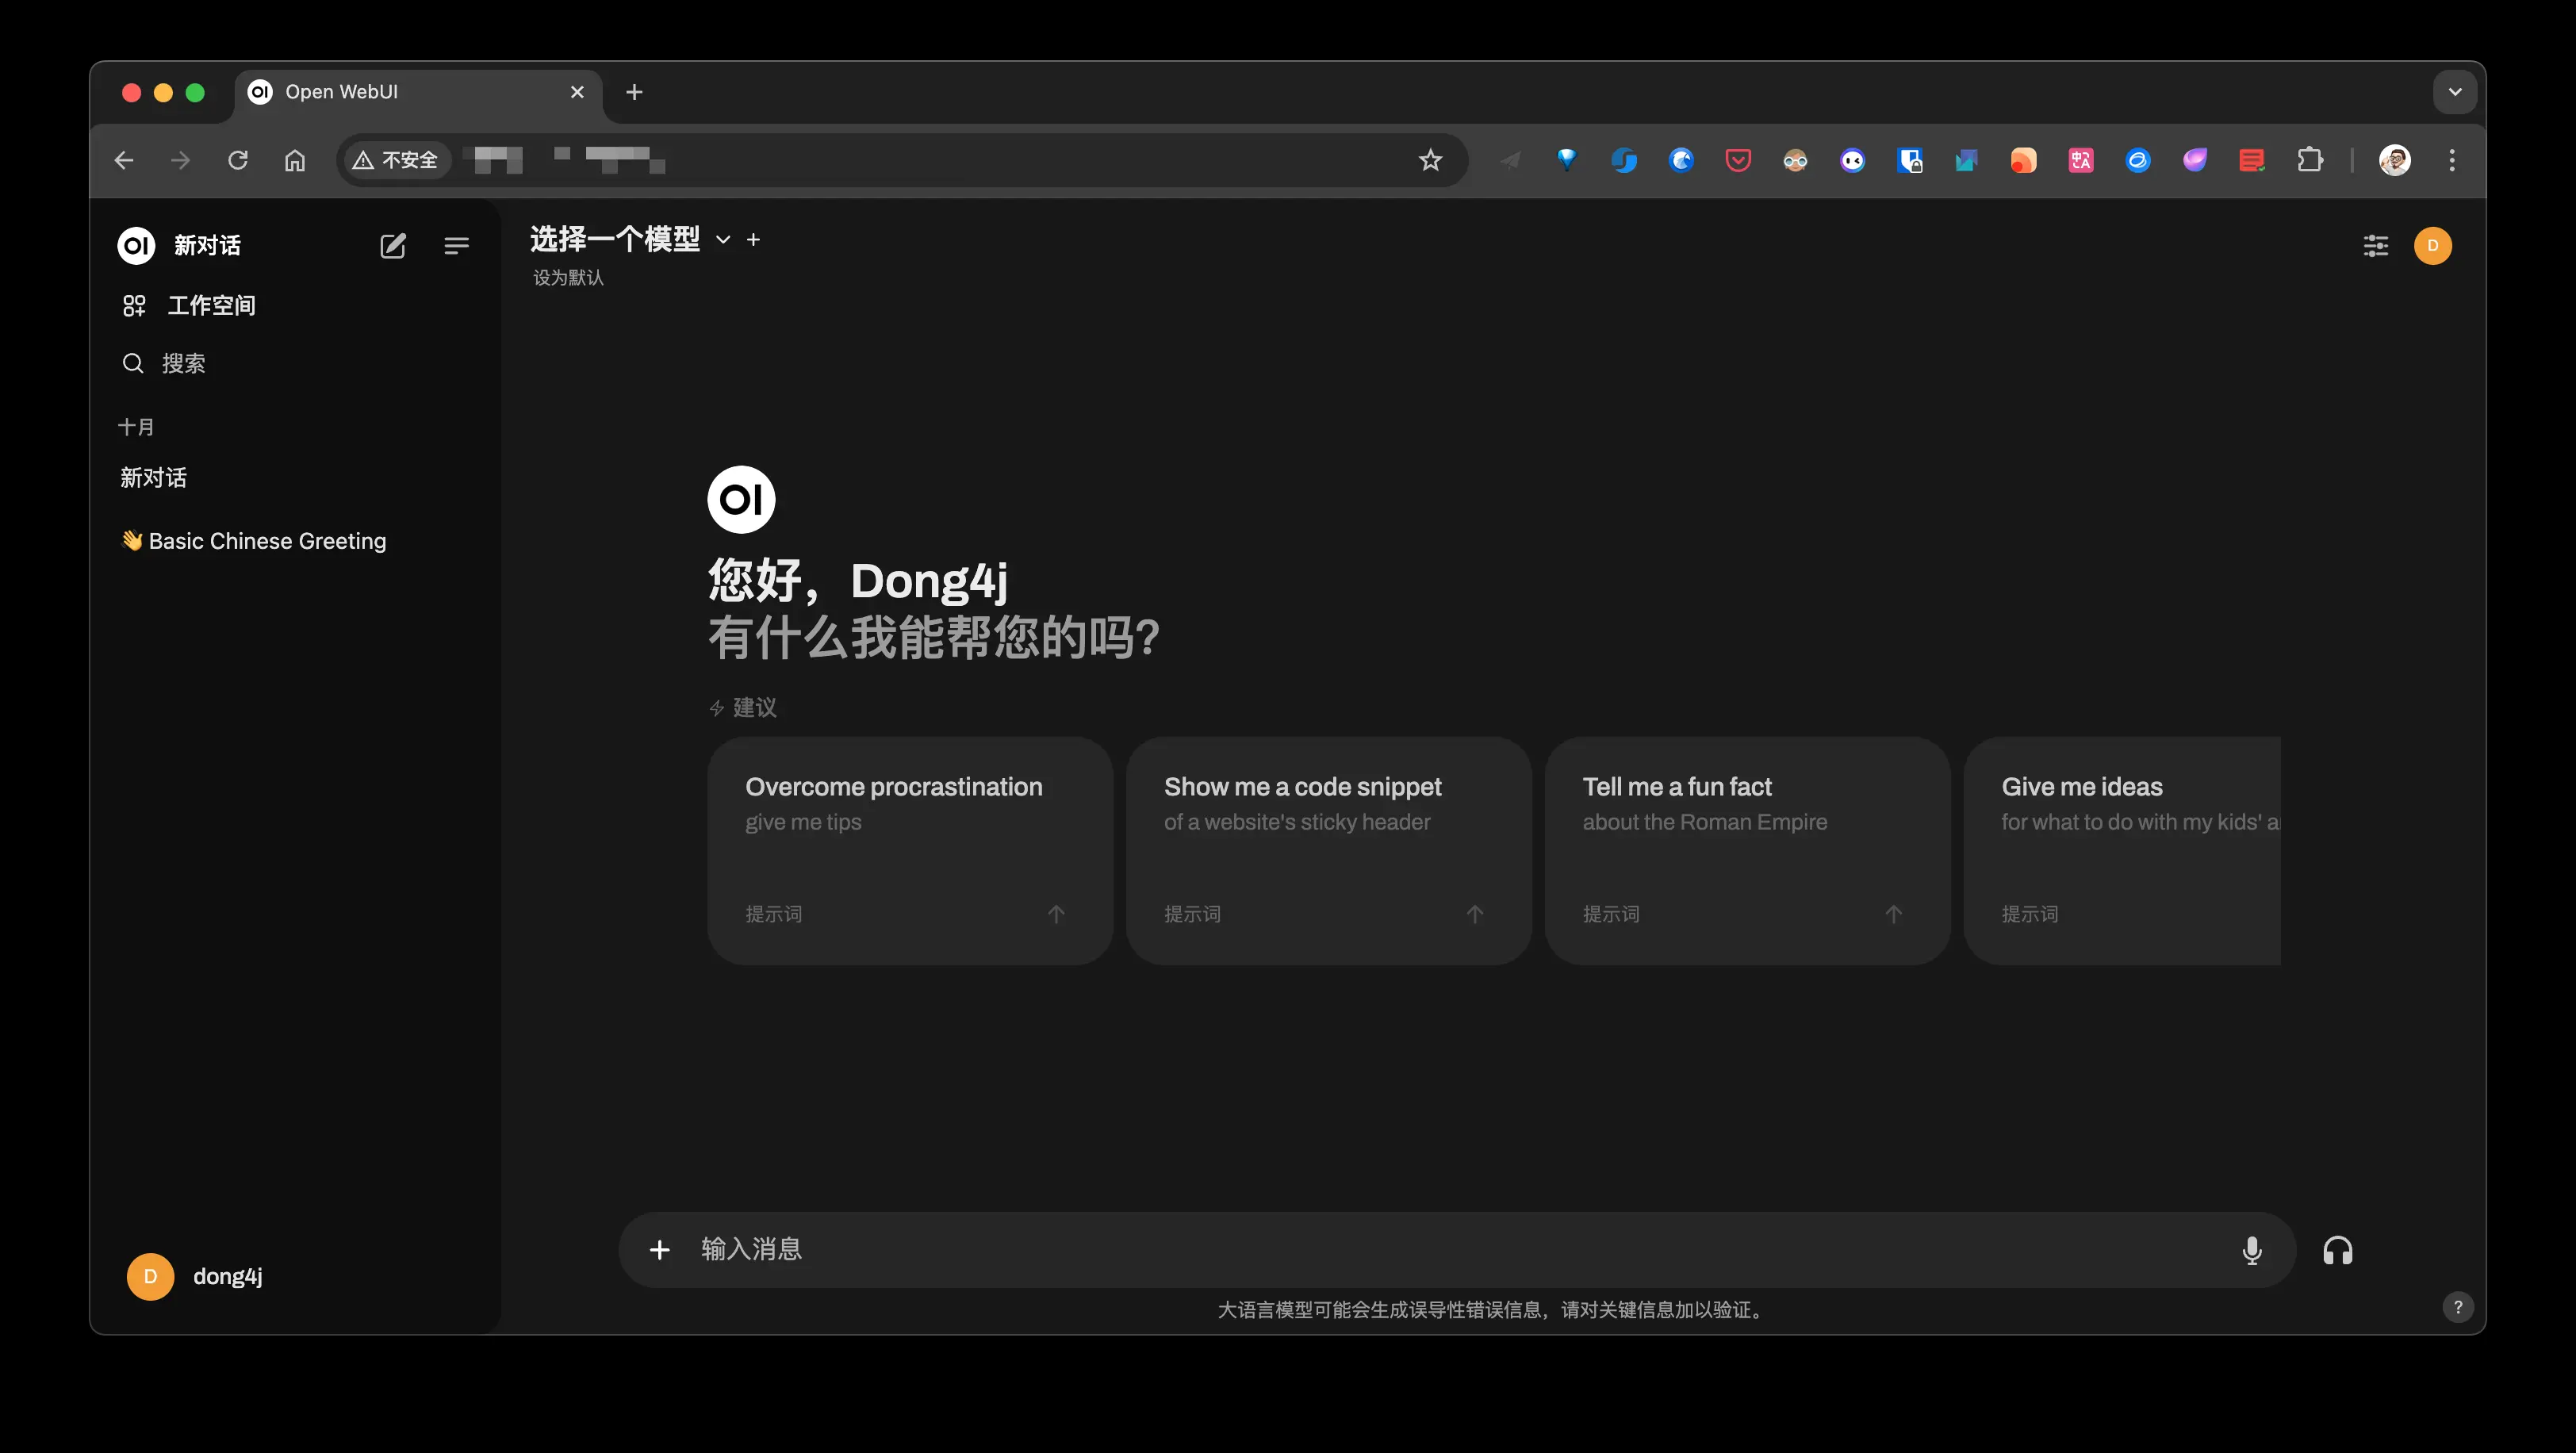 OI Open WebUI
不安全
OI 新对话
工作空间
搜索
十月
新对话
👋 Basic Chinese Greeting
D dong4j
选择一个模型
设为默认
D
OI
您好，Dong4j
有什么我能帮您的吗?
建议
Overcome procrastination
give me tips
提示词
Show me a code snippet
of a website's sticky header
提示词
Tell me a fun fact
about the Roman Empire
提示词
Give me ideas
for what to do with my kids'
提示词
输入消息
大语言模型可能会生成误导性错误信息，请对关键信息加以验证。
?